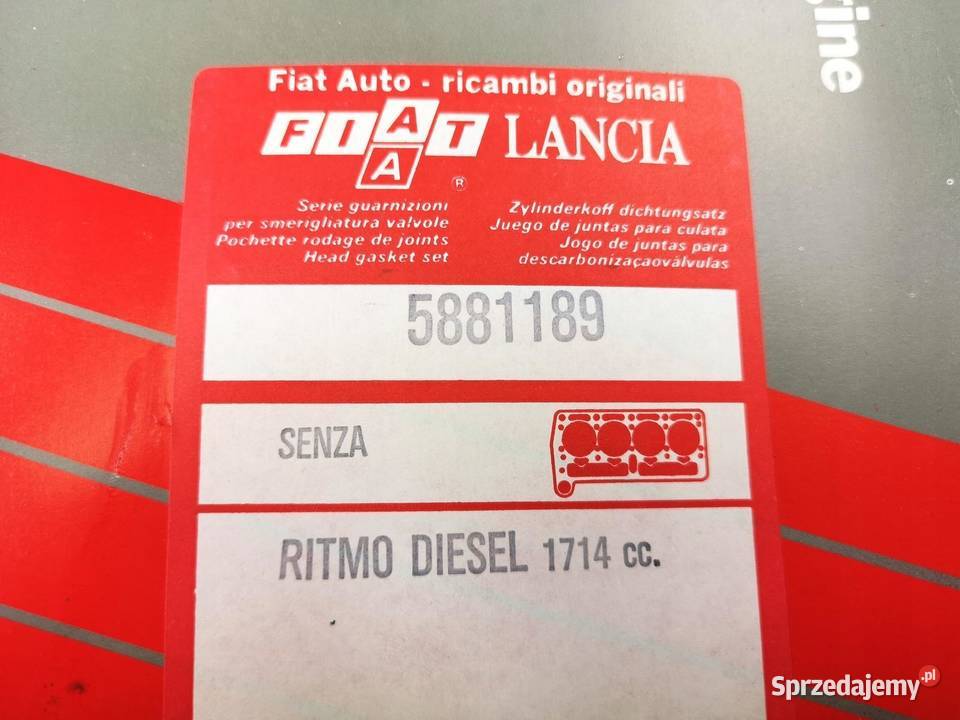 rine
Fiat Auto - ricambi originali
FIAT LANCIA
A
®
Serie guarnizioni
per smerigliatura valvole
Pochette rodage de joints
Head gasket set
Zylinderkoff dichtungsatz
Juego de juntas para culata
Jogo de juntas para
descarbonizaçaoválvulas
5881189
SENZA
RITMO DIESEL 1714 cc.
Sprzedajemy.pl